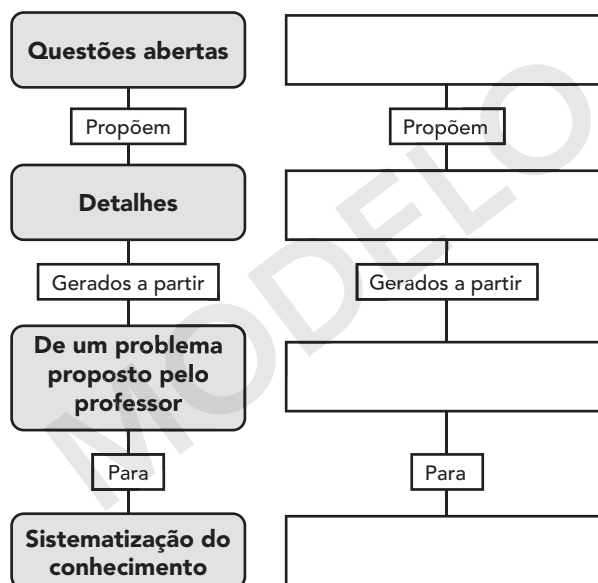 Questões abertas
Propõem
Propõem
Detalhes
Gerados a partir
Gerados a partir
De um problema
proposto pelo
professor
Para
Para
Sistematização do
conhecimento
MODELO